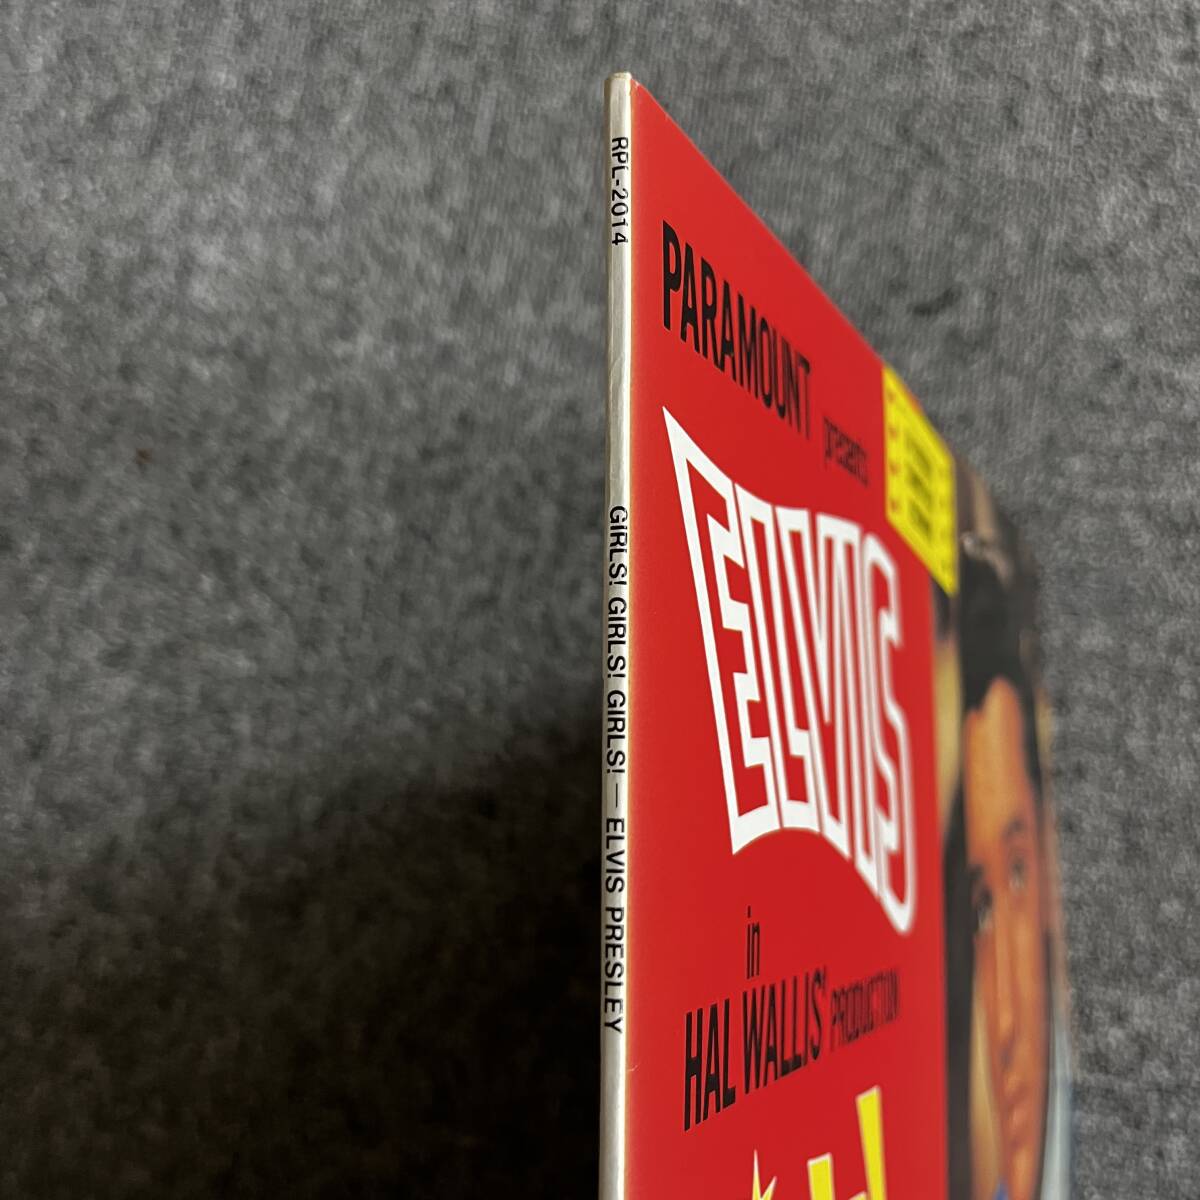 RPL-2014
GIRLS! GIRLS! GIRLS! — ELVIS PRESLEY
PARAMOUNT presents
ELVIS
in
HAL WALLIS' PRODUCTION